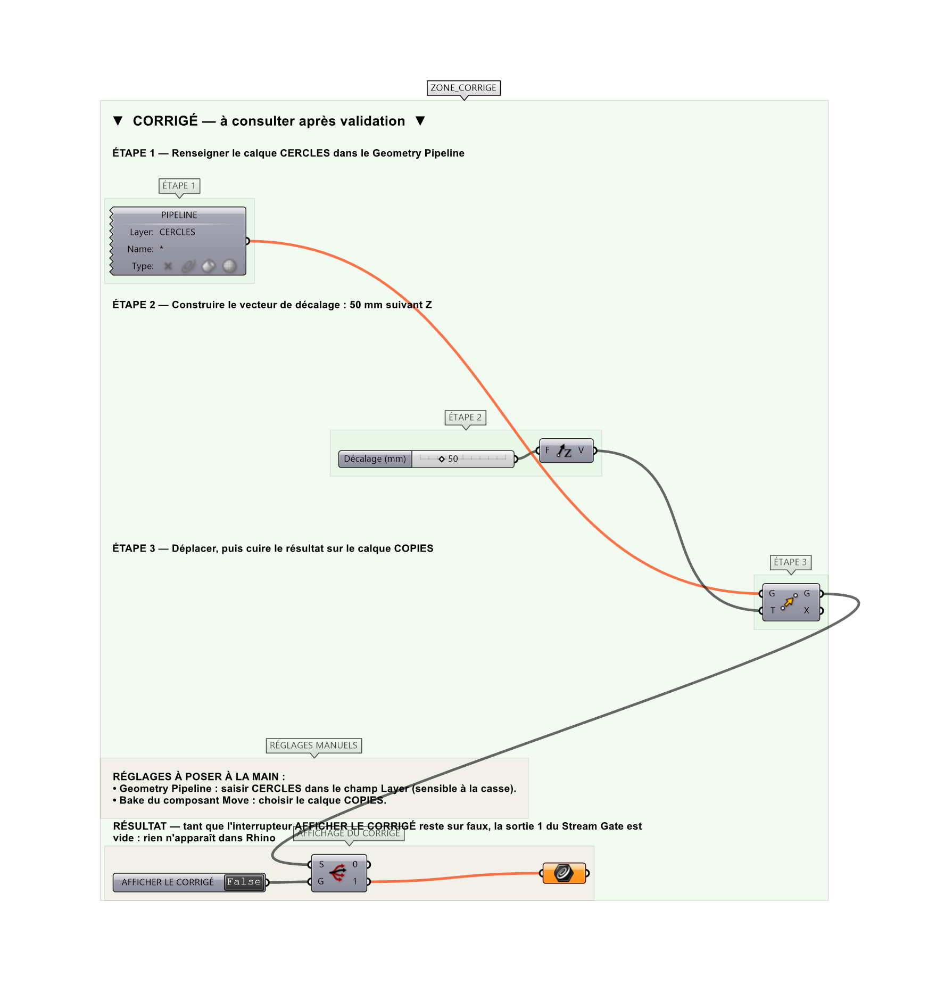 ZONE_CORRIGE
▼ CORRIGÉ — à consulter après validation ▼
ÉTAPE 1 — Renseigner le calque CERCLES dans le Geometry Pipeline
ÉTAPE 1
PIPELINE
Layer: CERCLES
Name: *
Type:
ÉTAPE 2 — Construire le vecteur de décalage : 50 mm suivant Z
ÉTAPE 2
Décalage (mm) 50
F Z V
ÉTAPE 3 — Déplacer, puis cuire le résultat sur le calque COPIES
ÉTAPE 3
G G
T X
RÉGLAGES MANUELS
RÉGLAGES À POSER À LA MAIN :
• Geometry Pipeline : saisir CERCLES dans le champ Layer (sensible à la casse).
• Bake du composant Move : choisir le calque COPIES.
RÉSULTAT — tant que l'interrupteur AFFICHER LE CORRIGÉ reste sur faux, la sortie 1 du Stream Gate est
vide : rien n'apparaît dans Rhino
AFFICHAGE DU CORRIGÉ
S 0
G 1
AFFICHER LE CORRIGÉ False